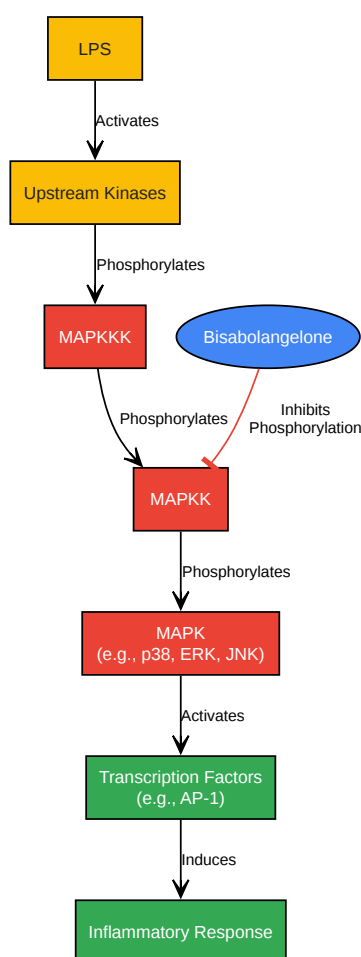 LPS
Activates
Upstream Kinases
Phosphorylates
MAPKKK
Bisabolangelone
Phosphorylates
Inhibits
Phosphorylation
MAPKK
Phosphorylates
MAPK
(e.g., p38, ERK, JNK)
Activates
Transcription Factors
(e.g., AP-1)
Induces
Inflammatory Response